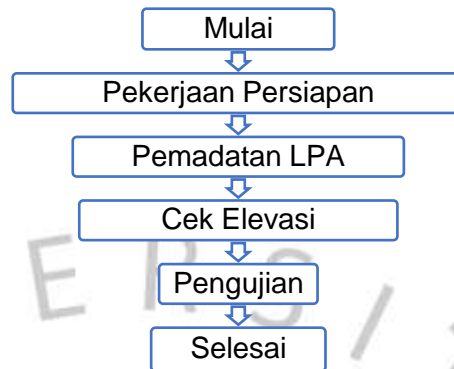 Mulai
Pekerjaan Persiapan
Pemadatan LPA
Cek Elevasi
Pengujian
Selesai